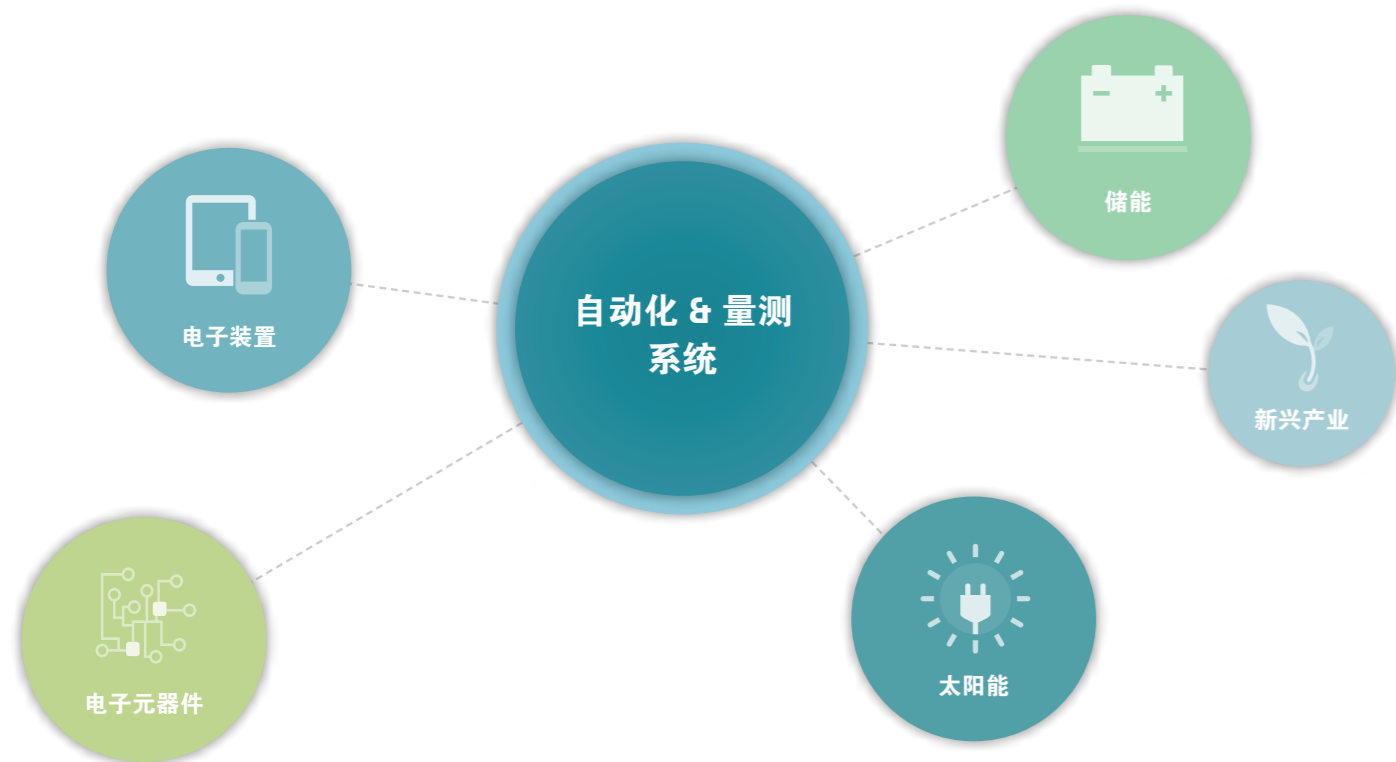 储能
电子装置
自动化 & 量测
系统
新兴产业
电子元器件
太阳能